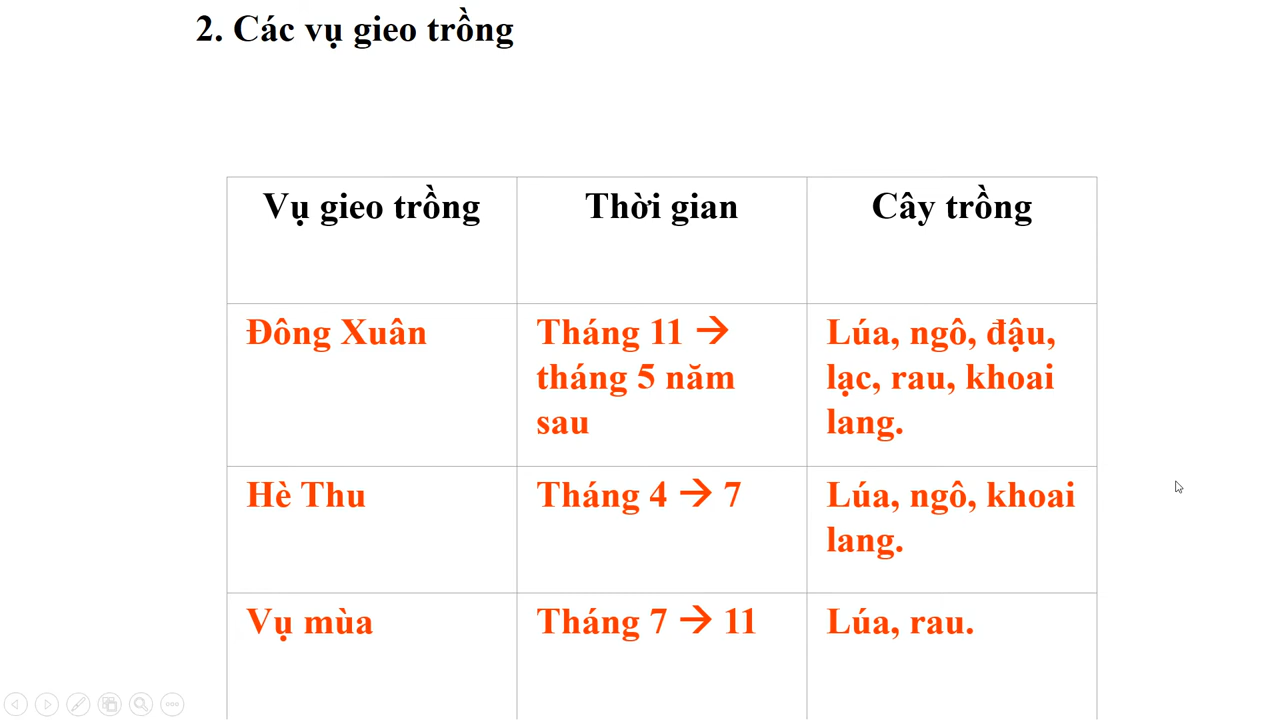 2. Các vụ gieo trồng
Vụ gieo trồng
Thời gian
Cây trồng
Đông Xuân
Tháng 11 →
tháng 5 năm
sau
Lúa, ngô, đậu,
lạc, rau, khoai
lang.
Hè Thu
Tháng 4 → 7
Lúa, ngô, khoai
lang.
Vụ mùa
Tháng 7 → 11
Lúa, rau.